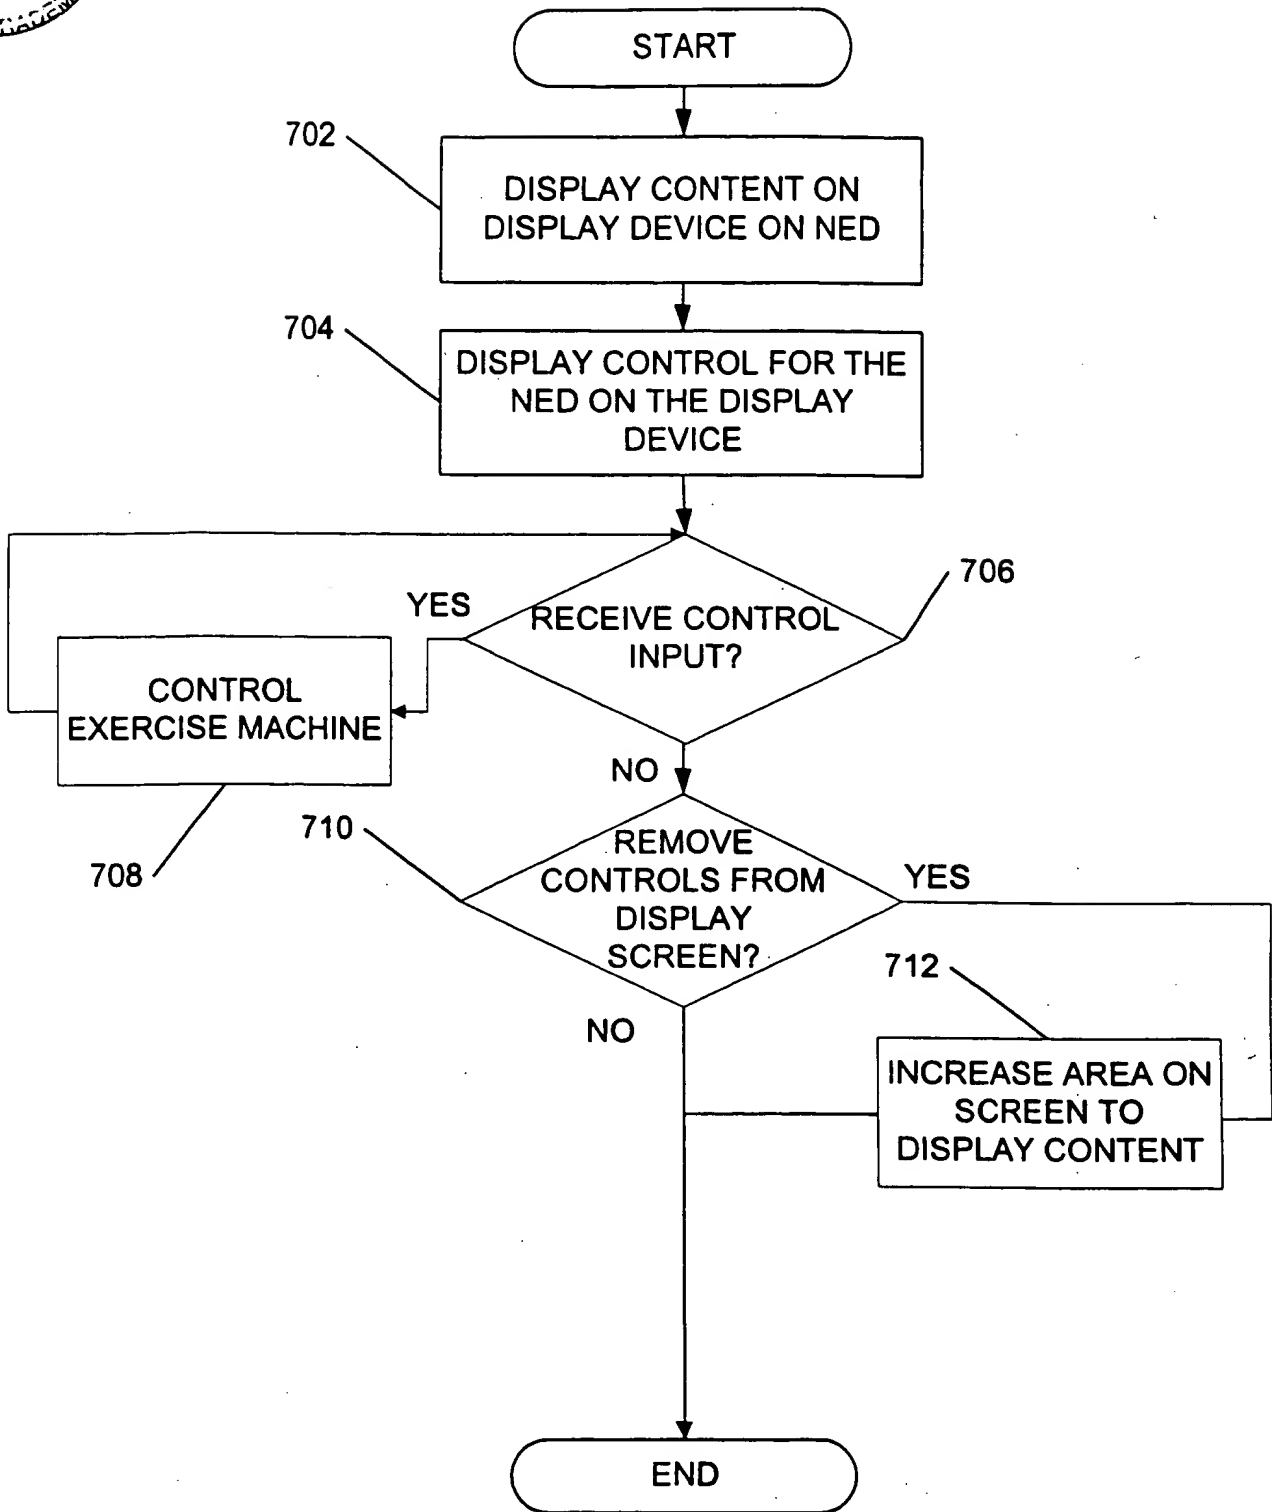 START
702
DISPLAY CONTENT ON
DISPLAY DEVICE ON NED
704
DISPLAY CONTROL FOR THE
NED ON THE DISPLAY
DEVICE
706
YES
RECEIVE CONTROL
INPUT?
CONTROL
EXERCISE MACHINE
708
NO
710
REMOVE
CONTROLS FROM
DISPLAY
SCREEN?
YES
712
NO
INCREASE AREA ON
SCREEN TO
DISPLAY CONTENT
END